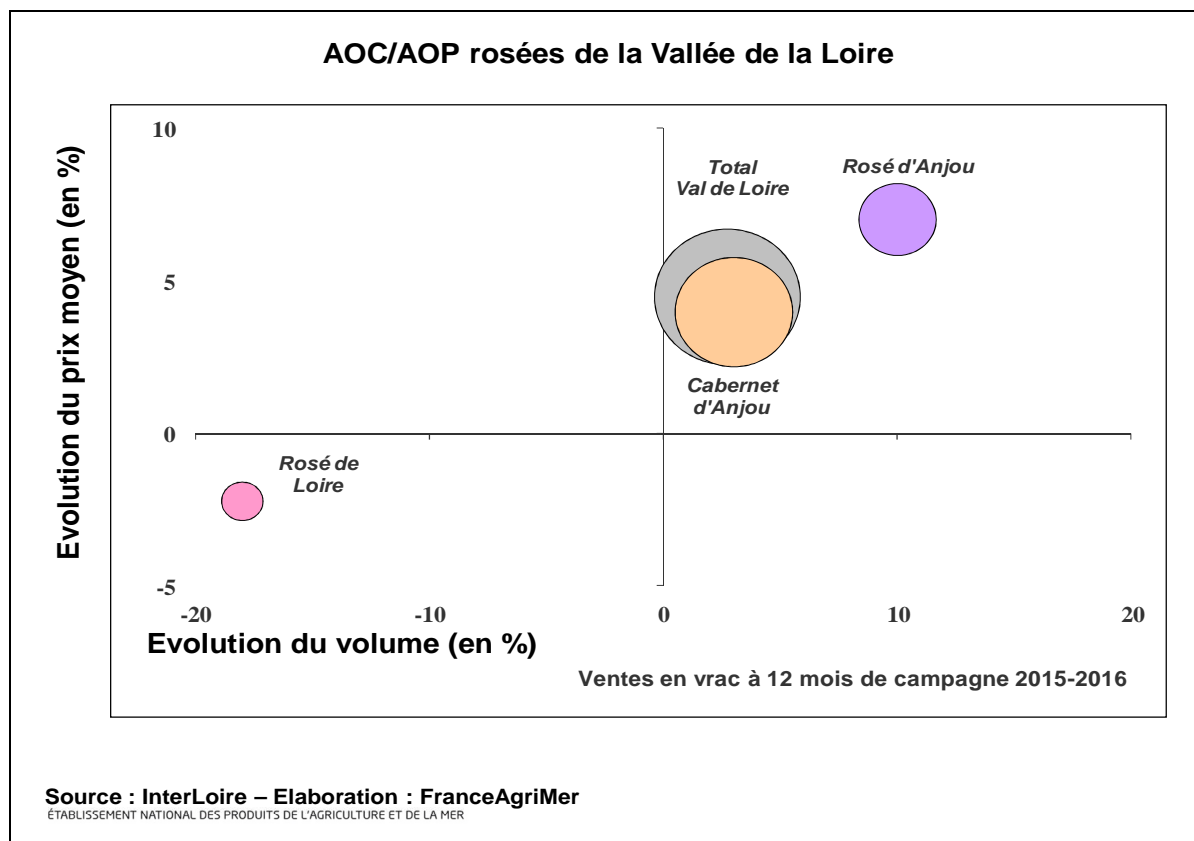 AOC/AOP rosées de la Vallée de la Loire
Evolution du prix moyen (en %)
10
5
0
-5
-20
-10
0
10
20
Total
Val de Loire
Rosé d'Anjou
Cabernet
d'Anjou
Rosé de
Loire
Evolution du volume (en %)
Ventes en vrac à 12 mois de campagne 2015-2016
Source : InterLoire – Elaboration : FranceAgriMer
ÉTABLISSEMENT NATIONAL DES PRODUITS DE L'AGRICULTURE ET DE LA MER